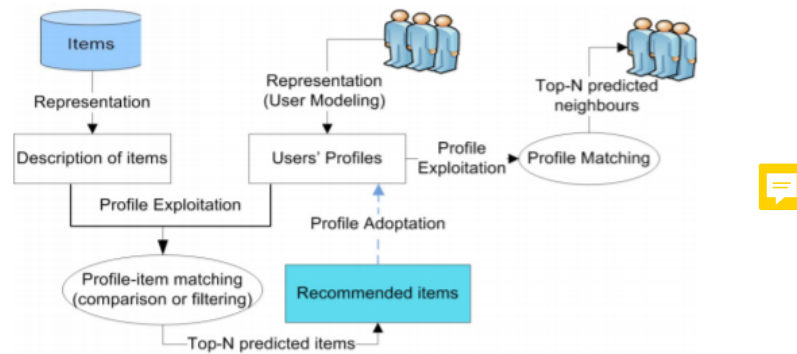 Items
Representation
Representation
(User Modeling)
Top-N predicted
neighbours
Description of items
Users' Profiles
Profile
Exploitation
Profile Matching
Profile Exploitation
Profile Adoptation
Profile-item matching
(comparison or filtering)
Recommended items
Top-N predicted items